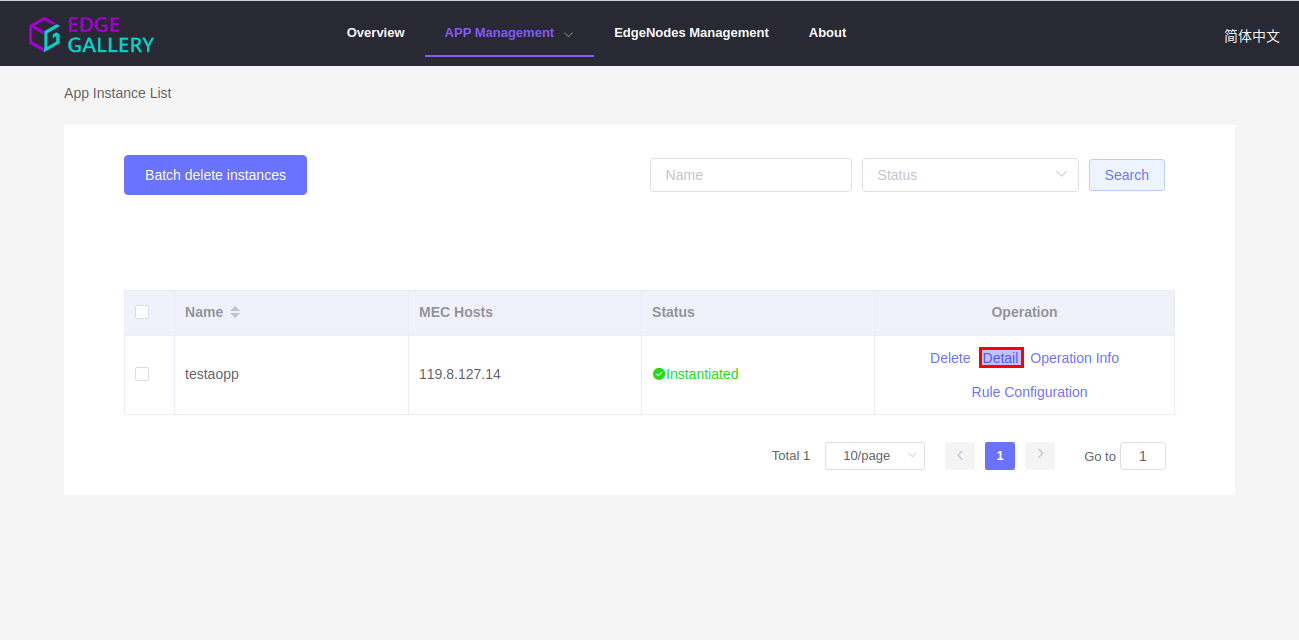 EDGE
GALLERY
Overview
APP Management
EdgeNodes Management
About
简体中文
App Instance List
Batch delete instances
Name
Status
Search
Name
MEC Hosts
Status
Operation
testaopp
119.8.127.14
Instantiated
Delete
Detail
Operation Info
Rule Configuration
Total 1
10/page
1
Go to
1